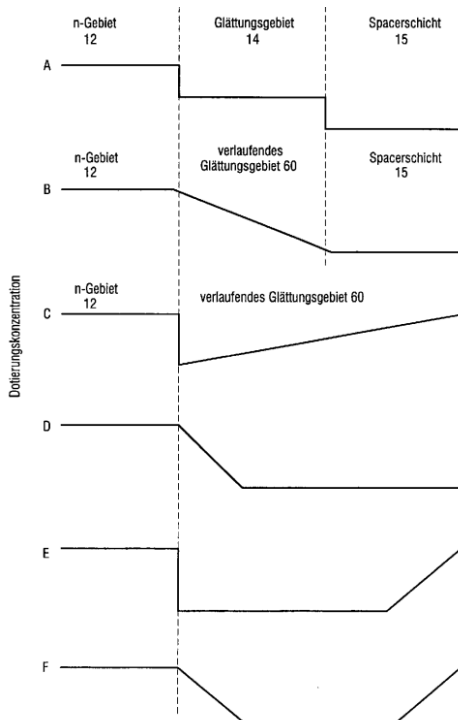 n-Gebiet
12
Glättungsgebiet
14
Spacerschicht
15
A
n-Gebiet
12
verlaufendes
Glättungsgebiet 60
Spacerschicht
15
B
n-Gebiet
12
verlaufendes Glättungsgebiet 60
C
Dotierungskonzentration
D
E
F